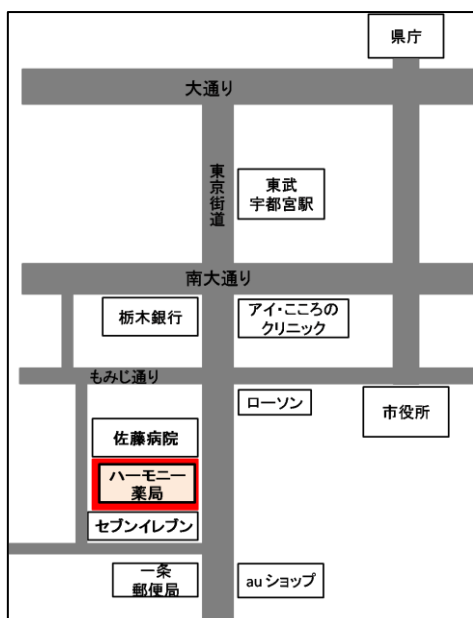 県庁
大通り
東京街道
東武
宇都宮駅
南大通り
栃木銀行
アイ・こころの
クリニック
もみじ通り
ローソン
市役所
佐藤病院
ハーモニー
薬局
セブンイレブン
一条
郵便局
auショップ